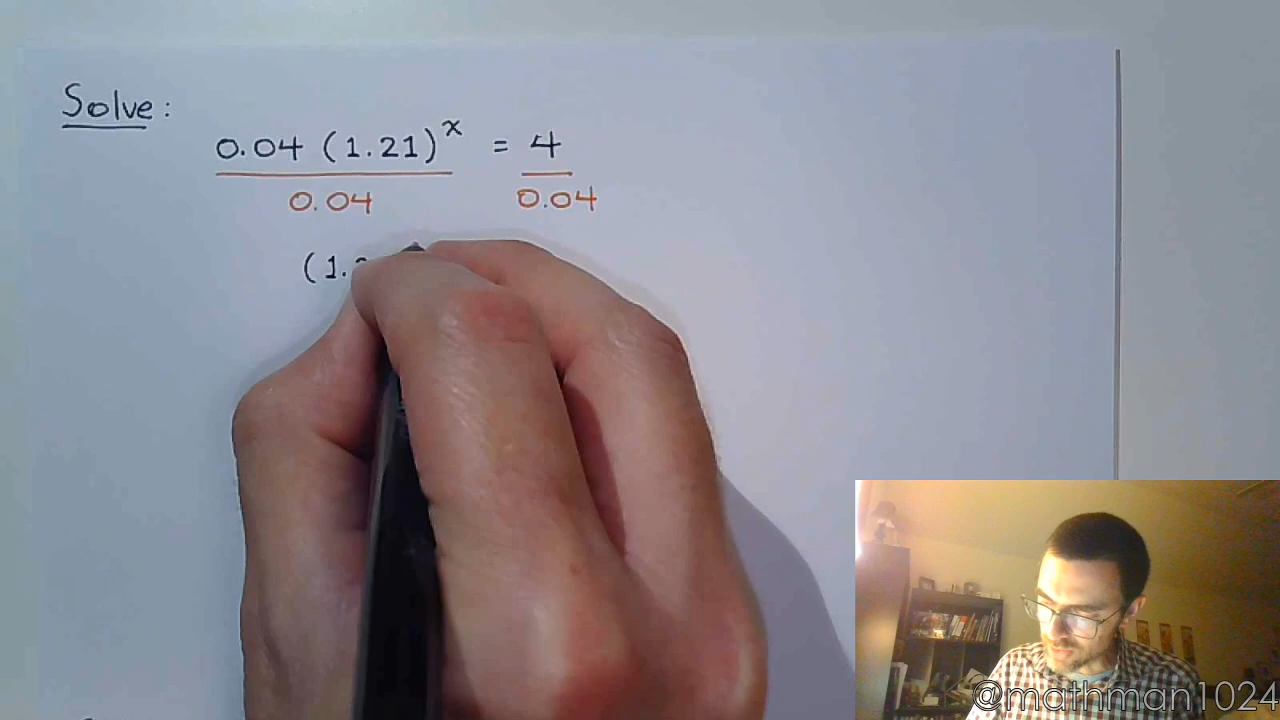 Solve:
0.04 (1.21)^x = 4
0.04 0.04
(1.
@mathman1024